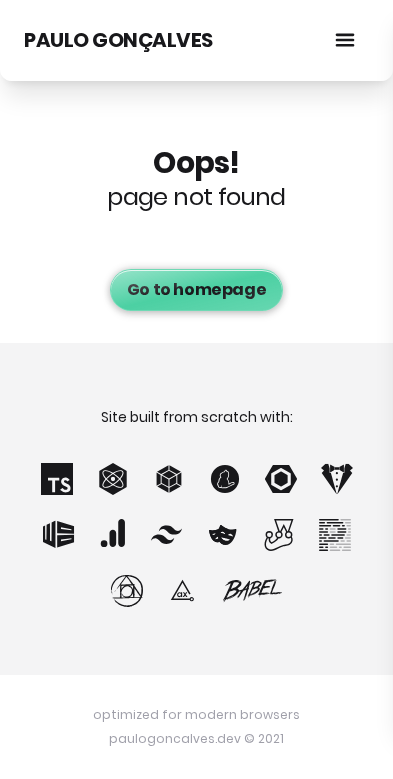 PAULO GONÇALVES
Oops!
page not found
Go to homepage
Site built from scratch with:
TS
ax
BABEL
optimized for modern browsers
paulogoncalves.dev © 2021